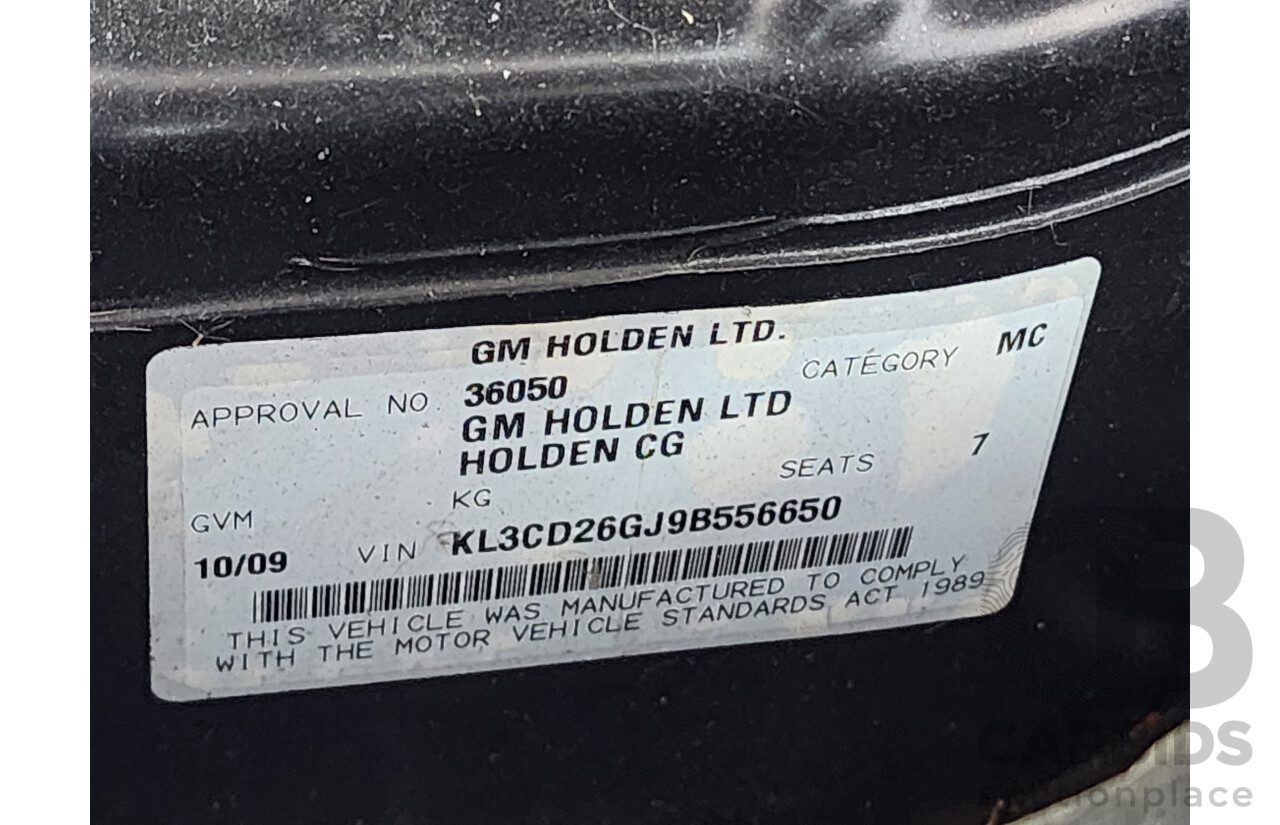 GM HOLDEN LTD.
APPROVAL NO. 36050 CATEGORY MC
GM HOLDEN LTD
HOLDEN CG SEATS 7
GVM KG
10/09 VIN KL3CD26GJ9B556650
THIS VEHICLE WAS MANUFACTURED TO COMPLY
WITH THE MOTOR VEHICLE STANDARDS ACT 1989